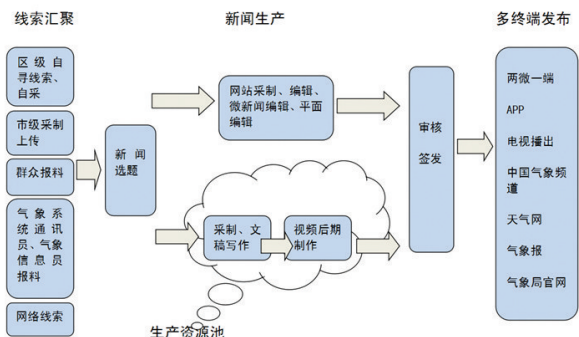 线索汇聚
新闻生产
多终端发布
区级自
寻线索、
自采
市级采制
上传
群众报料
气象系
统通讯
员、气象
信息员
报料
网络线索
新闻
选题
网站采制、编辑、
微新闻编辑、平面
编辑
采制、文
稿写作
视频后期
制作
生产资源池
审核
签发
两微一端
APP
电视播出
中国气象频
道
天气网
气象报
气象局官网